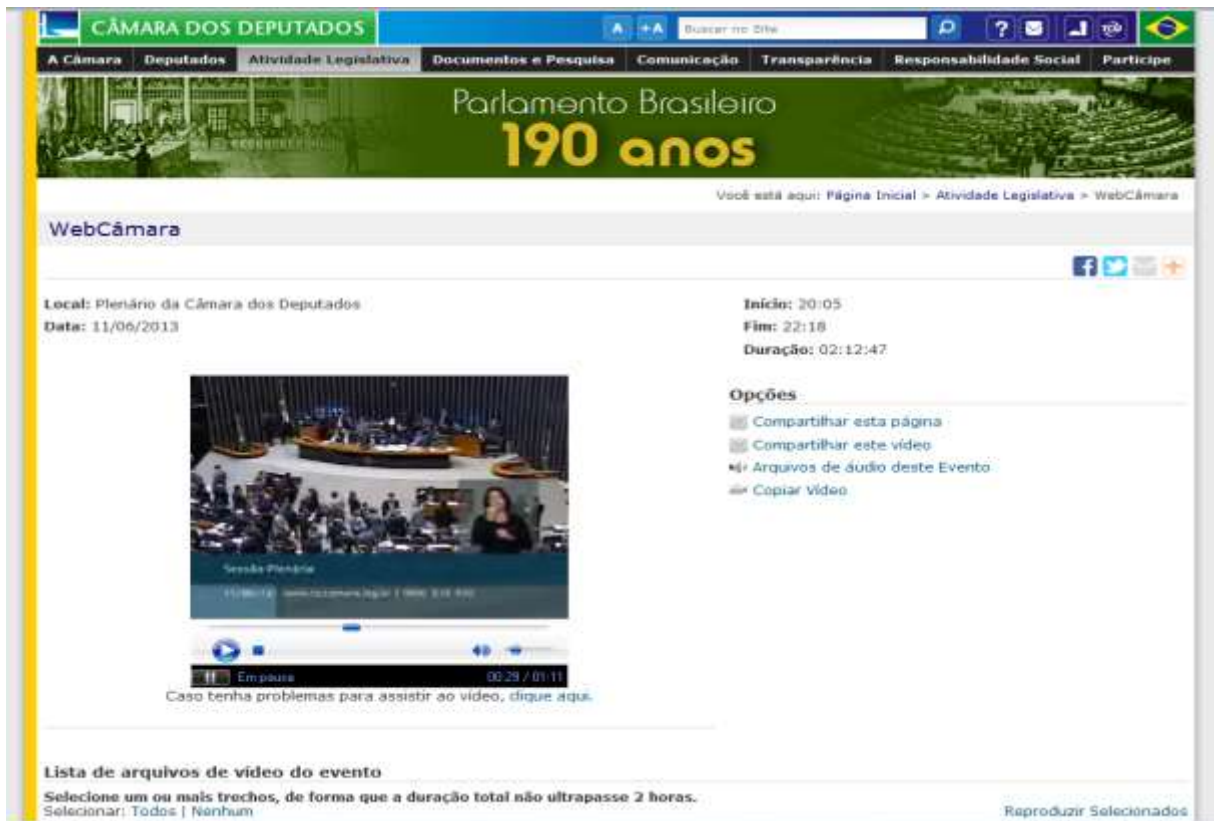 CÂMARA DOS DEPUTADOS
A +A Buscar no Site ?
A Câmara Deputados Atividade Legislativa Documentos e Pesquisa Comunicação Transparência Responsabilidade Social Participe
Parlamento Brasileiro
190 anos
Você está aqui: Página Inicial > Atividade Legislativa > WebCâmara
WebCâmara
Local: Plenário da Câmara dos Deputados
Data: 11/06/2013
Início: 20:05
Fim: 22:18
Duração: 02:12:47
Opções
Compartilhar esta página
Compartilhar este vídeo
Arquivos de áudio deste Evento
Copiar Vídeo
Sessão Plenária
Em pausa 00:29 / 01:11
Caso tenha problemas para assistir ao vídeo, clique aqui.
Lista de arquivos de vídeo do evento
Selecione um ou mais trechos, de forma que a duração total não ultrapasse 2 horas.
Selecionar: Todos | Nenhum
Reproduzir Selecionados